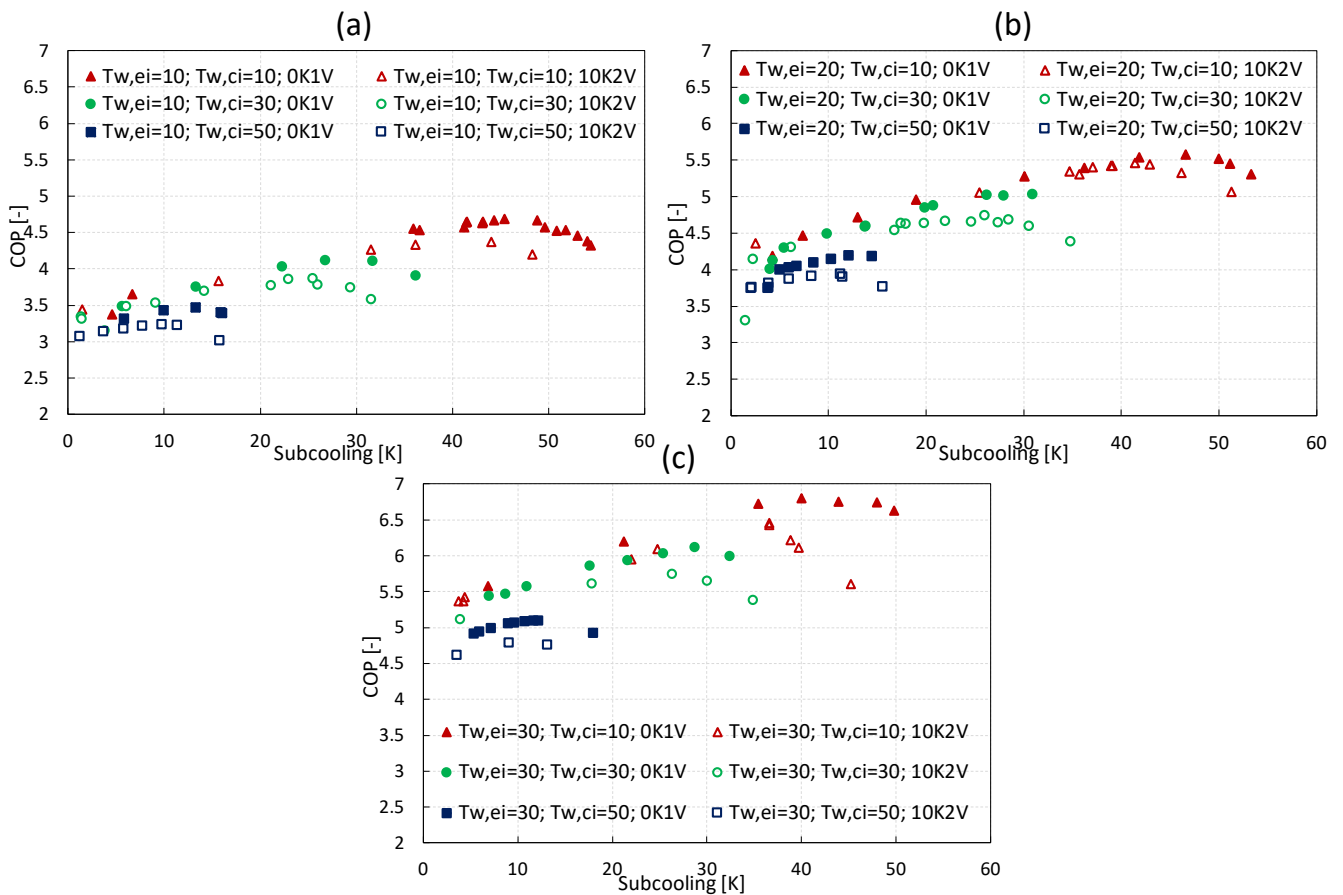 (a)
7
6.5
6
5.5
5
4.5
4
3.5
3
2.5
2
COP [-]
Tw,ei=10; Tw,ci=10; 0K1V
Tw,ei=10; Tw,ci=10; 10K2V
Tw,ei=10; Tw,ci=30; 0K1V
Tw,ei=10; Tw,ci=30; 10K2V
Tw,ei=10; Tw,ci=50; 0K1V
Tw,ei=10; Tw,ci=50; 10K2V
0 10 20 30 40 50 60
Subcooling [K]
(b)
7
6.5
6
5.5
5
4.5
4
3.5
3
2.5
2
COP [-]
Tw,ei=20; Tw,ci=10; 0K1V
Tw,ei=20; Tw,ci=10; 10K2V
Tw,ei=20; Tw,ci=30; 0K1V
Tw,ei=20; Tw,ci=30; 10K2V
Tw,ei=20; Tw,ci=50; 0K1V
Tw,ei=20; Tw,ci=50; 10K2V
0 10 20 30 40 50 60
Subcooling [K]
(c)
7
6.5
6
5.5
5
4.5
4
3.5
3
2.5
2
COP [-]
Tw,ei=30; Tw,ci=10; 0K1V
Tw,ei=30; Tw,ci=10; 10K2V
Tw,ei=30; Tw,ci=30; 0K1V
Tw,ei=30; Tw,ci=30; 10K2V
Tw,ei=30; Tw,ci=50; 0K1V
Tw,ei=30; Tw,ci=50; 10K2V
0 10 20 30 40 50 60
Subcooling [K]